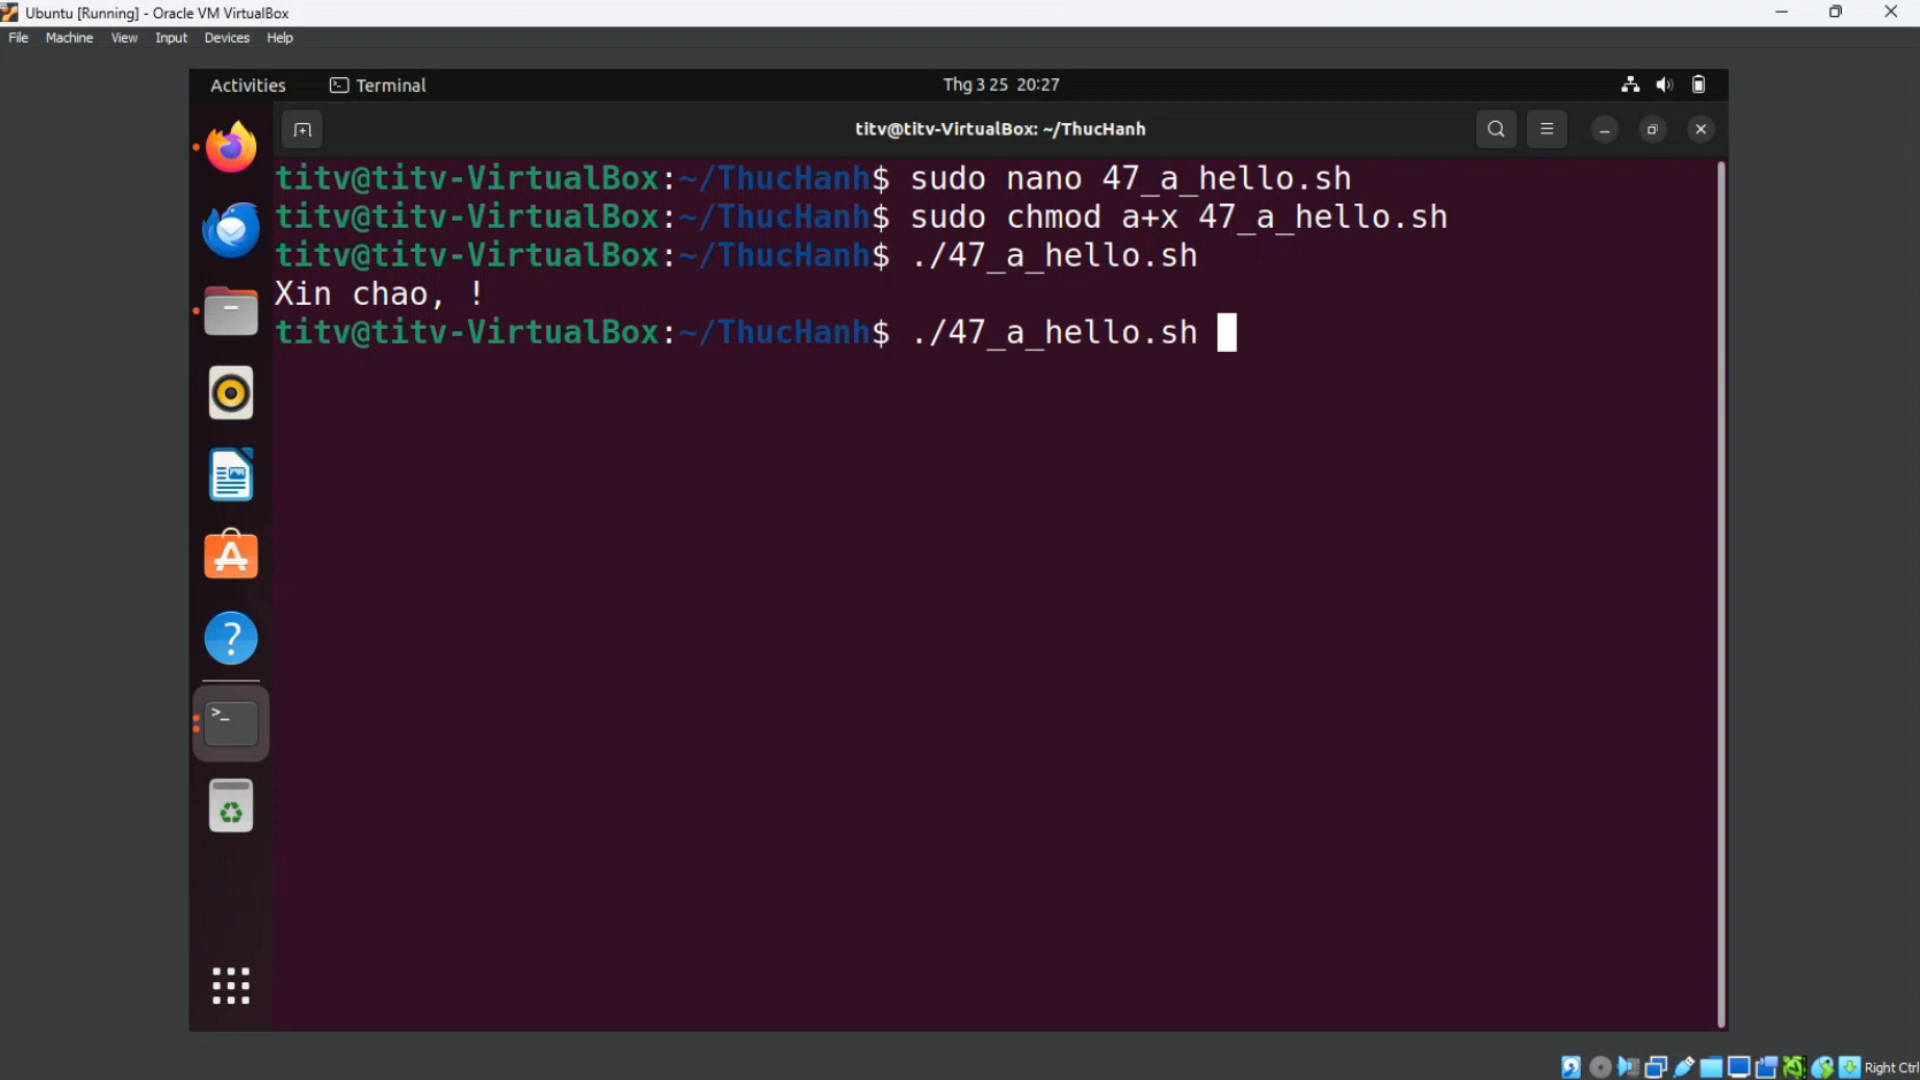 Ubuntu [Running] - Oracle VM VirtualBox
File Machine View Input Devices Help
Activities Terminal Thg 3 25 20:27
titv@titv-VirtualBox: ~/ThucHanh
titv@titv-VirtualBox:~/ThucHanh$ sudo nano 47_a_hello.sh
titv@titv-VirtualBox:~/ThucHanh$ sudo chmod a+x 47_a_hello.sh
titv@titv-VirtualBox:~/ThucHanh$ ./47_a_hello.sh
Xin chao, !
titv@titv-VirtualBox:~/ThucHanh$ ./47_a_hello.sh
Right Ctrl